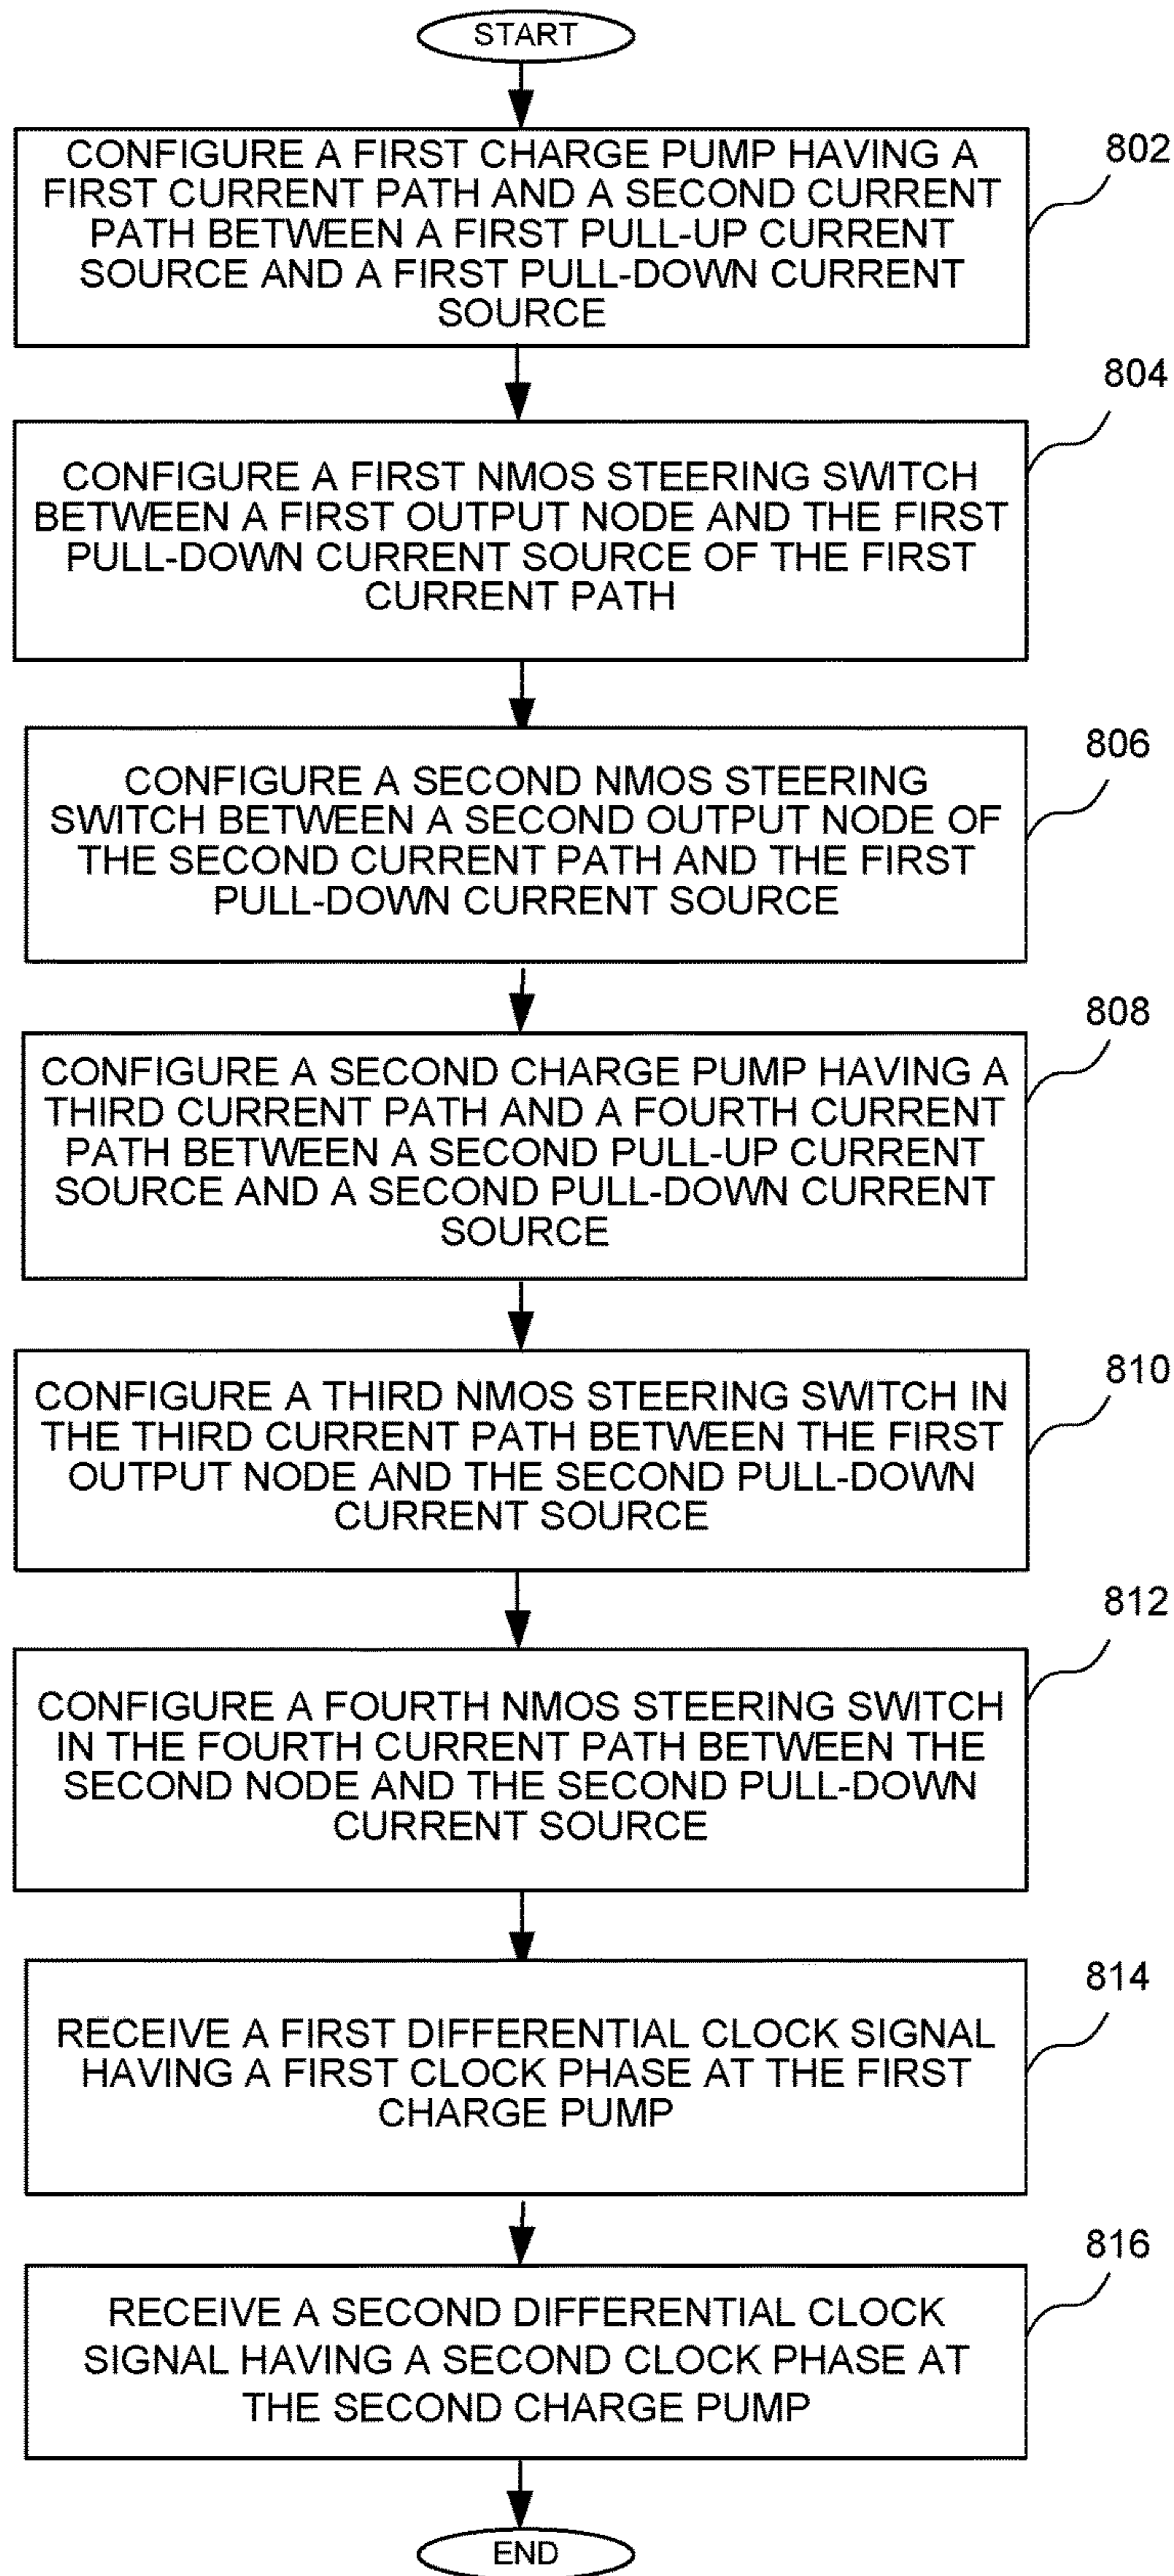 START
CONFIGURE A FIRST CHARGE PUMP HAVING A
FIRST CURRENT PATH AND A SECOND CURRENT
PATH BETWEEN A FIRST PULL-UP CURRENT
SOURCE AND A FIRST PULL-DOWN CURRENT
SOURCE
802
CONFIGURE A FIRST NMOS STEERING SWITCH
BETWEEN A FIRST OUTPUT NODE AND THE FIRST
PULL-DOWN CURRENT SOURCE OF THE FIRST
CURRENT PATH
804
CONFIGURE A SECOND NMOS STEERING
SWITCH BETWEEN A SECOND OUTPUT NODE OF
THE SECOND CURRENT PATH AND THE FIRST
PULL-DOWN CURRENT SOURCE
806
CONFIGURE A SECOND CHARGE PUMP HAVING A
THIRD CURRENT PATH AND A FOURTH CURRENT
PATH BETWEEN A SECOND PULL-UP CURRENT
SOURCE AND A SECOND PULL-DOWN CURRENT
SOURCE
808
CONFIGURE A THIRD NMOS STEERING SWITCH IN
THE THIRD CURRENT PATH BETWEEN THE FIRST
OUTPUT NODE AND THE SECOND PULL-DOWN
CURRENT SOURCE
810
CONFIGURE A FOURTH NMOS STEERING SWITCH
IN THE FOURTH CURRENT PATH BETWEEN THE
SECOND NODE AND THE SECOND PULL-DOWN
CURRENT SOURCE
812
RECEIVE A FIRST DIFFERENTIAL CLOCK SIGNAL
HAVING A FIRST CLOCK PHASE AT THE FIRST
CHARGE PUMP
814
RECEIVE A SECOND DIFFERENTIAL CLOCK
SIGNAL HAVING A SECOND CLOCK PHASE AT
THE SECOND CHARGE PUMP
816
END